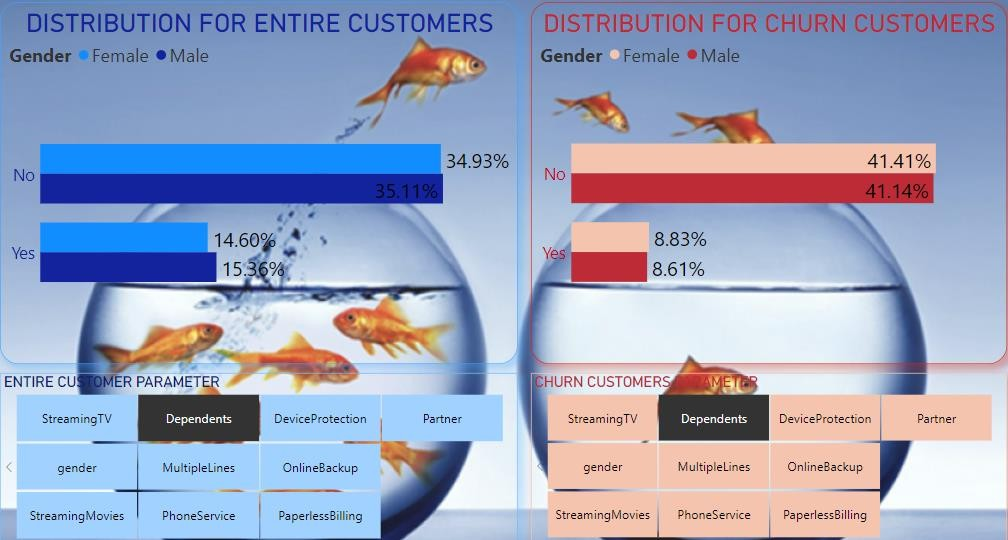 DISTRIBUTION FOR ENTIRE CUSTOMERS
Gender Female Male
No 34.93%
35.11%
Yes 14.60%
15.36%
ENTIRE CUSTOMER PARAMETER
StreamingTV Dependents DeviceProtection Partner
gender MultipleLines OnlineBackup
StreamingMovies PhoneService PaperlessBilling
DISTRIBUTION FOR CHURN CUSTOMERS
Gender Female Male
No 41.41%
41.14%
Yes 8.83%
8.61%
CHURN CUSTOMERS PARAMETER
StreamingTV Dependents DeviceProtection Partner
gender MultipleLines OnlineBackup
StreamingMovies PhoneService PaperlessBilling